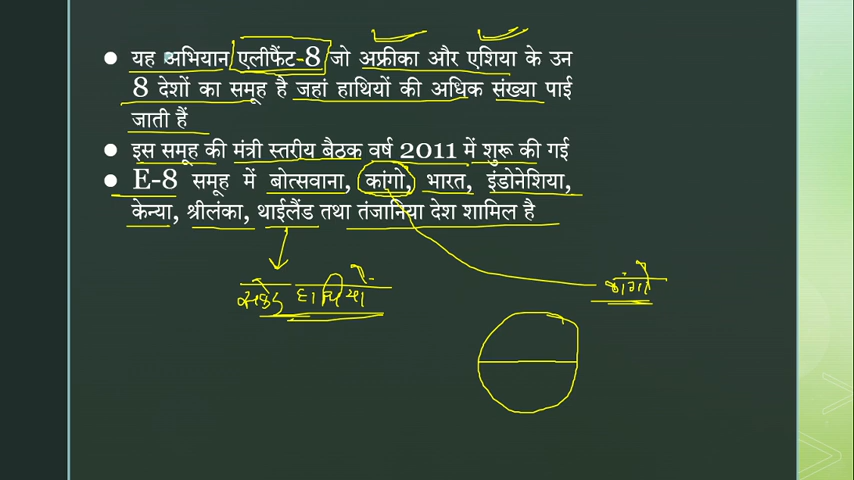 यह अभियान एलीफैंट-8 जो अफ्रीका और एशिया के उन
8 देशों का समूह है जहां हाथियों की अधिक संख्या पाई
जाती हैं
इस समूह की मंत्री स्तरीय बैठक वर्ष 2011 में शुरू की गई
E-8 समूह में बोत्सवाना, कांगो, भारत, इंडोनेशिया,
केन्या, श्रीलंका, थाईलैंड तथा तंजानिया देश शामिल है
सफेद हाथियों
कांगो